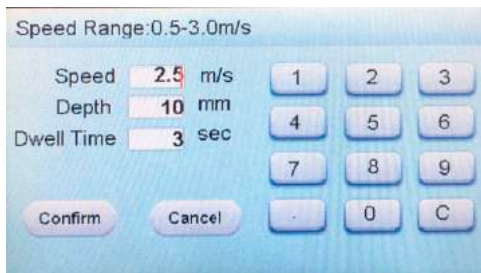 Speed Range:0.5-3.0m/s
Speed 2.5 m/s
Depth 10 mm
Dwell Time 3 sec
1 2 3
4 5 6
7 8 9
. 0 C
Confirm Cancel